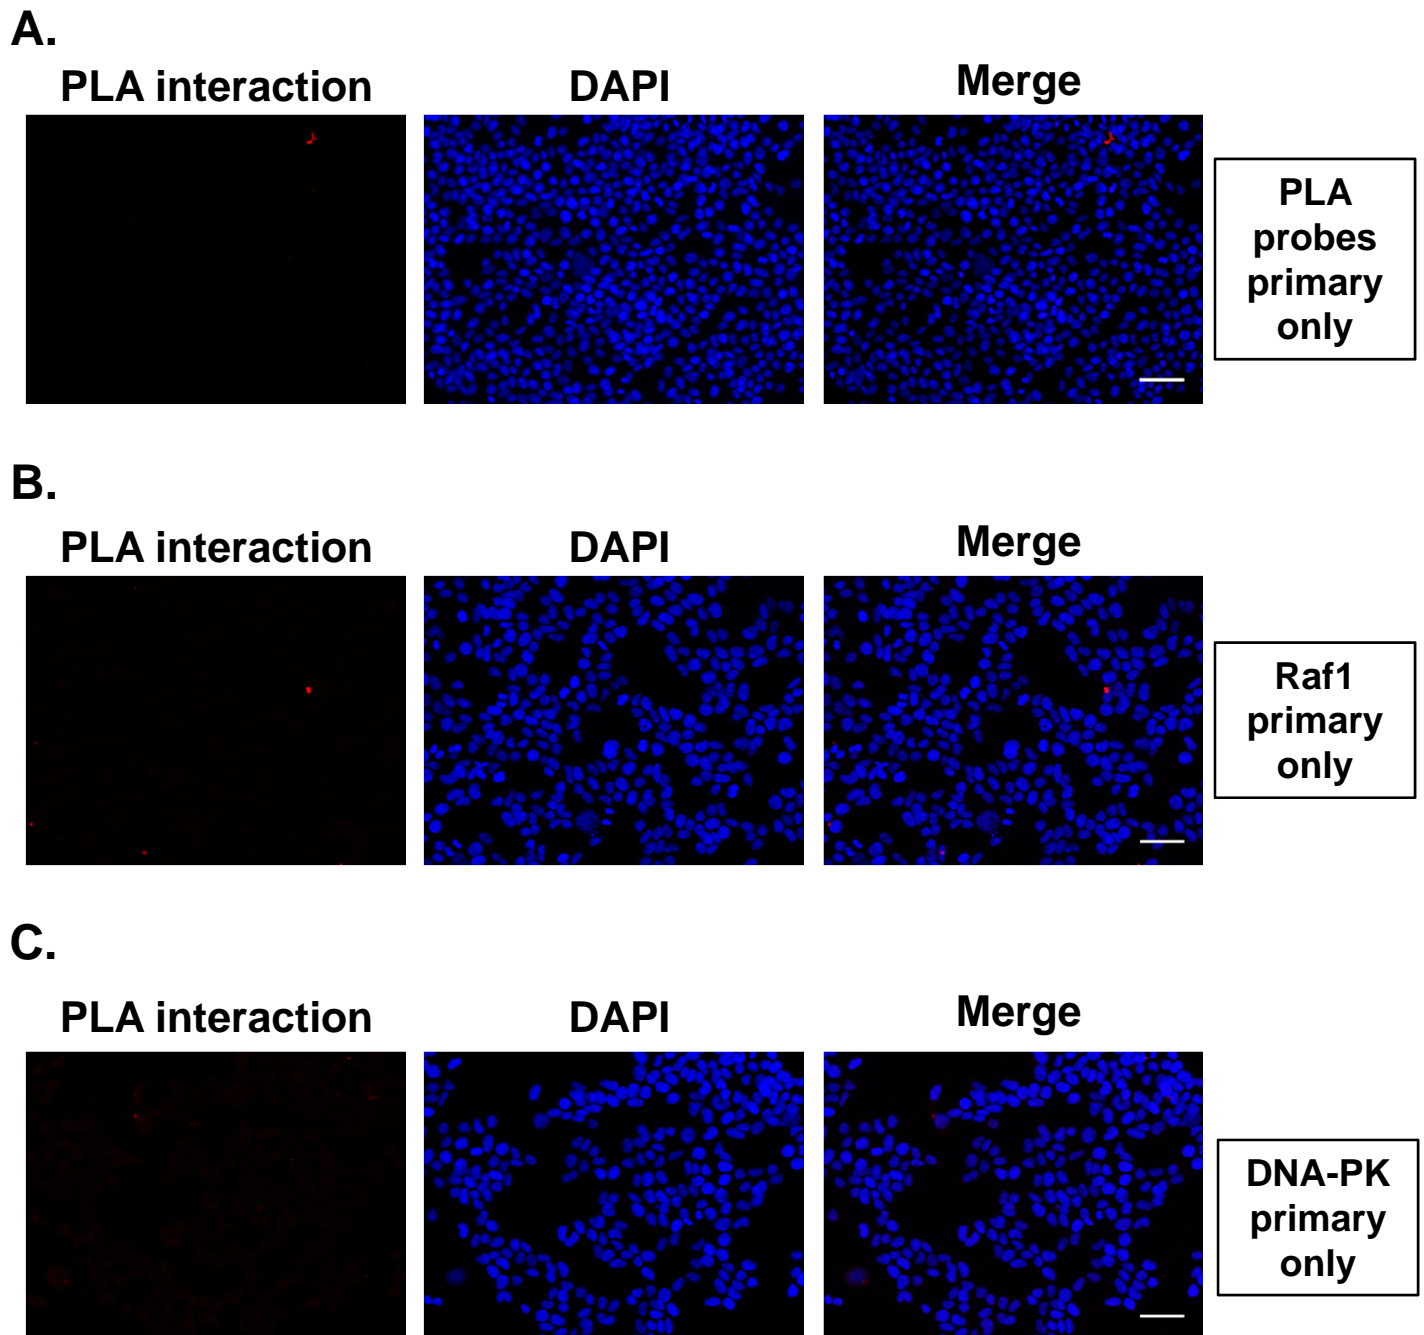 A.
PLA interaction
DAPI
Merge
PLA
probes
primary
only
B.
PLA interaction
DAPI
Merge
Raf1
primary
only
C.
PLA interaction
DAPI
Merge
DNA-PK
primary
only